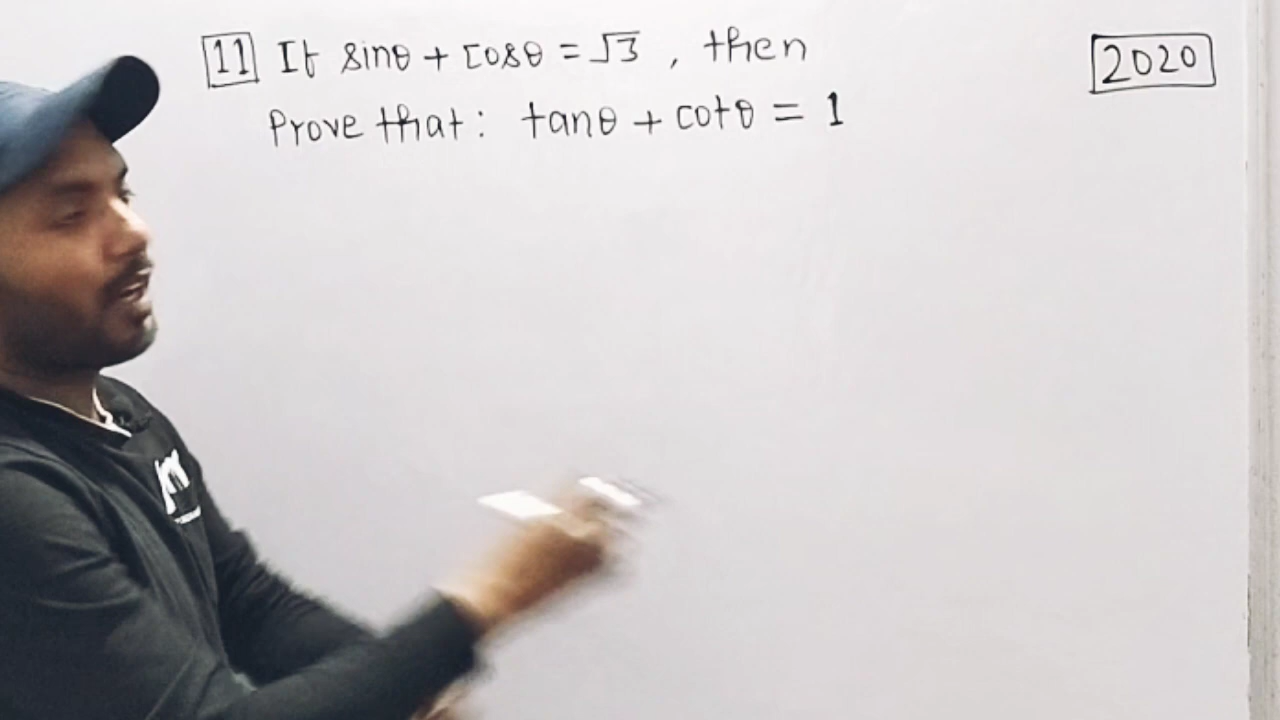 11 If sinθ + cosθ = √3 , then
2020
Prove that : tanθ + cotθ = 1